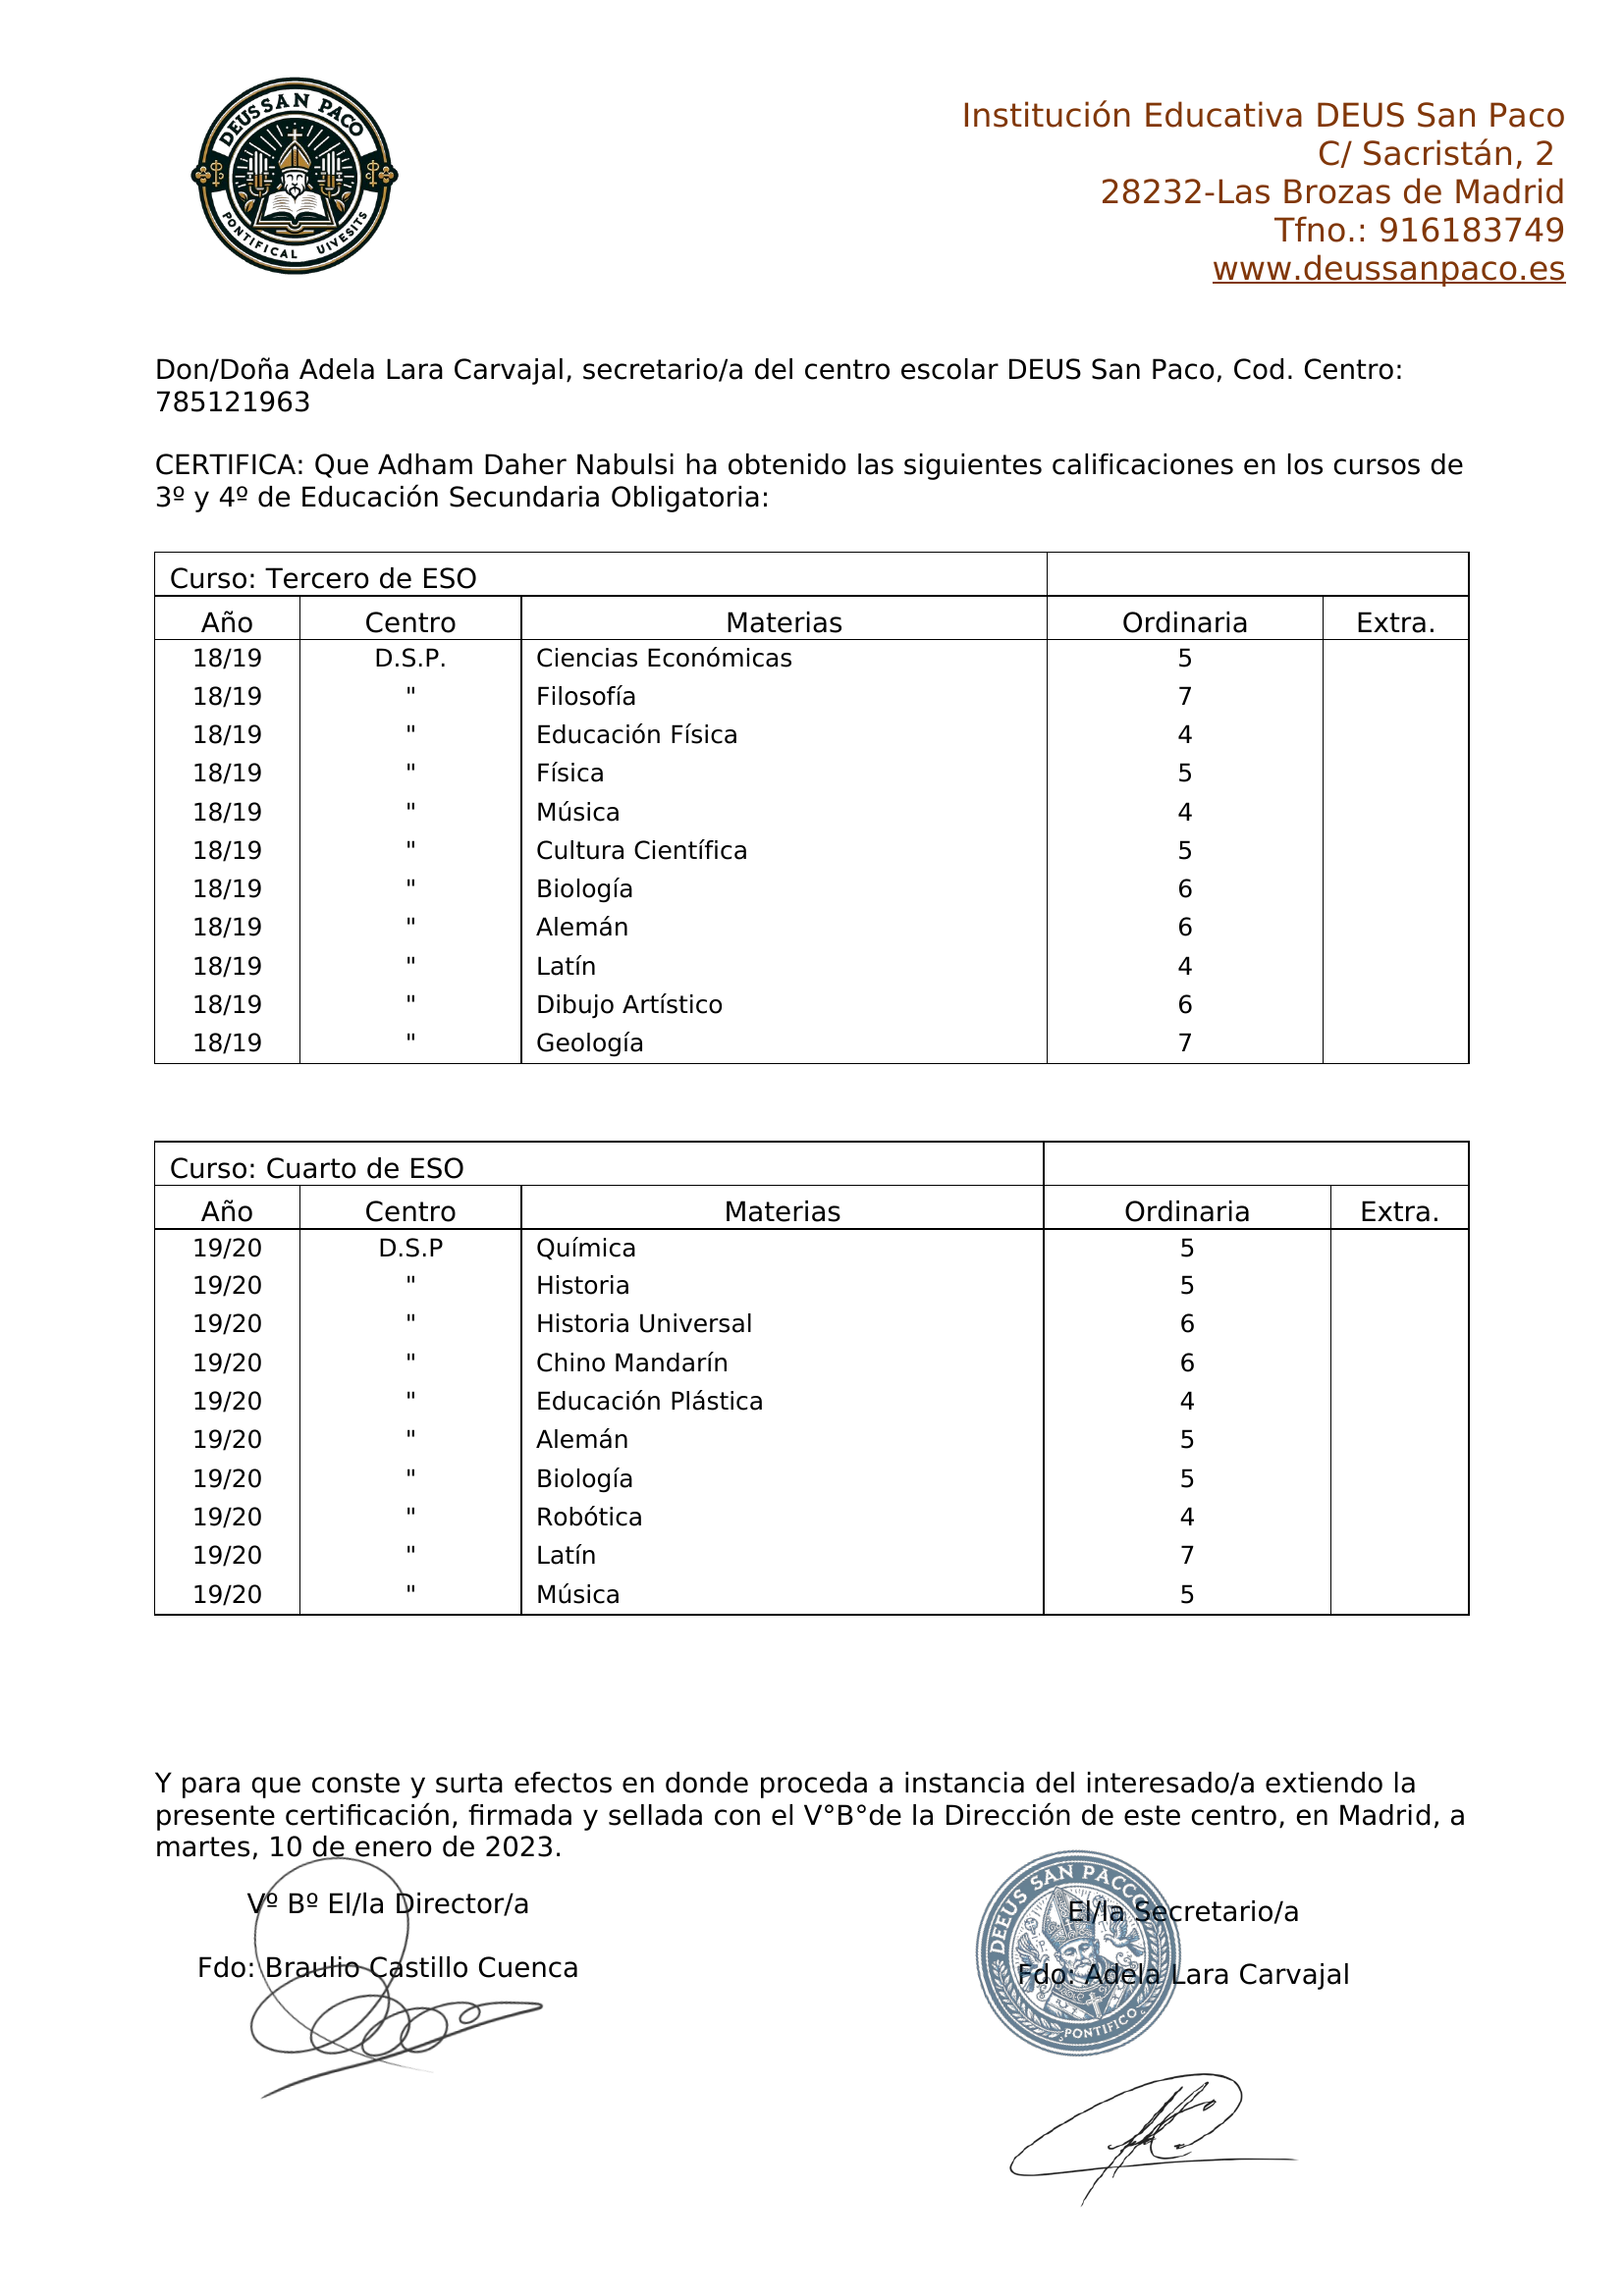 DEUSSAN PACO
PONTIFICAL UIVESITS
Institución Educativa DEUS San Paco
C/ Sacristán, 2
28232-Las Brozas de Madrid
Tfno.: 916183749
www.deussanpaco.es
Don/Doña Adela Lara Carvajal, secretario/a del centro escolar DEUS San Paco, Cod. Centro:
785121963
CERTIFICA: Que Adham Daher Nabulsi ha obtenido las siguientes calificaciones en los cursos de
3º y 4º de Educación Secundaria Obligatoria:
Curso: Tercero de ESO
Año Centro Materias Ordinaria Extra.
18/19 D.S.P. Ciencias Económicas 5
18/19 " Filosofía 7
18/19 " Educación Física 4
18/19 " Física 5
18/19 " Música 4
18/19 " Cultura Científica 5
18/19 " Biología 6
18/19 " Alemán 6
18/19 " Latín 4
18/19 " Dibujo Artístico 6
18/19 " Geología 7
Curso: Cuarto de ESO
Año Centro Materias Ordinaria Extra.
19/20 D.S.P Química 5
19/20 " Historia 5
19/20 " Historia Universal 6
19/20 " Chino Mandarín 6
19/20 " Educación Plástica 4
19/20 " Alemán 5
19/20 " Biología 5
19/20 " Robótica 4
19/20 " Latín 7
19/20 " Música 5
Y para que conste y surta efectos en donde proceda a instancia del interesado/a extiendo la
presente certificación, firmada y sellada con el V°B°de la Dirección de este centro, en Madrid, a
martes, 10 de enero de 2023.
Vº Bº El/la Director/a
Fdo: Braulio Castillo Cuenca
DEEUS SAN PACCO
PONTIFICO
El/la Secretario/a
Fdo: Adela Lara Carvajal